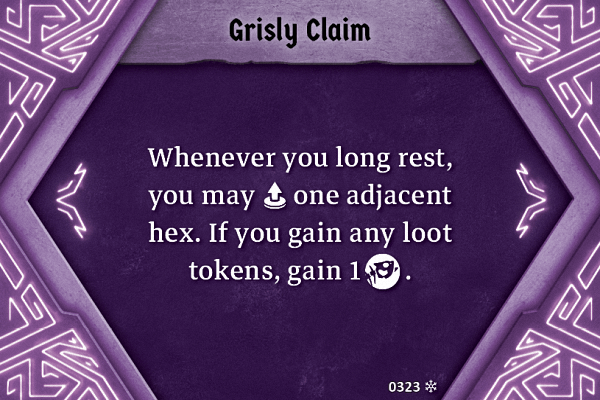 Grisly Claim
Whenever you long rest,
you may one adjacent
hex. If you gain any loot
tokens, gain 1 .
0323